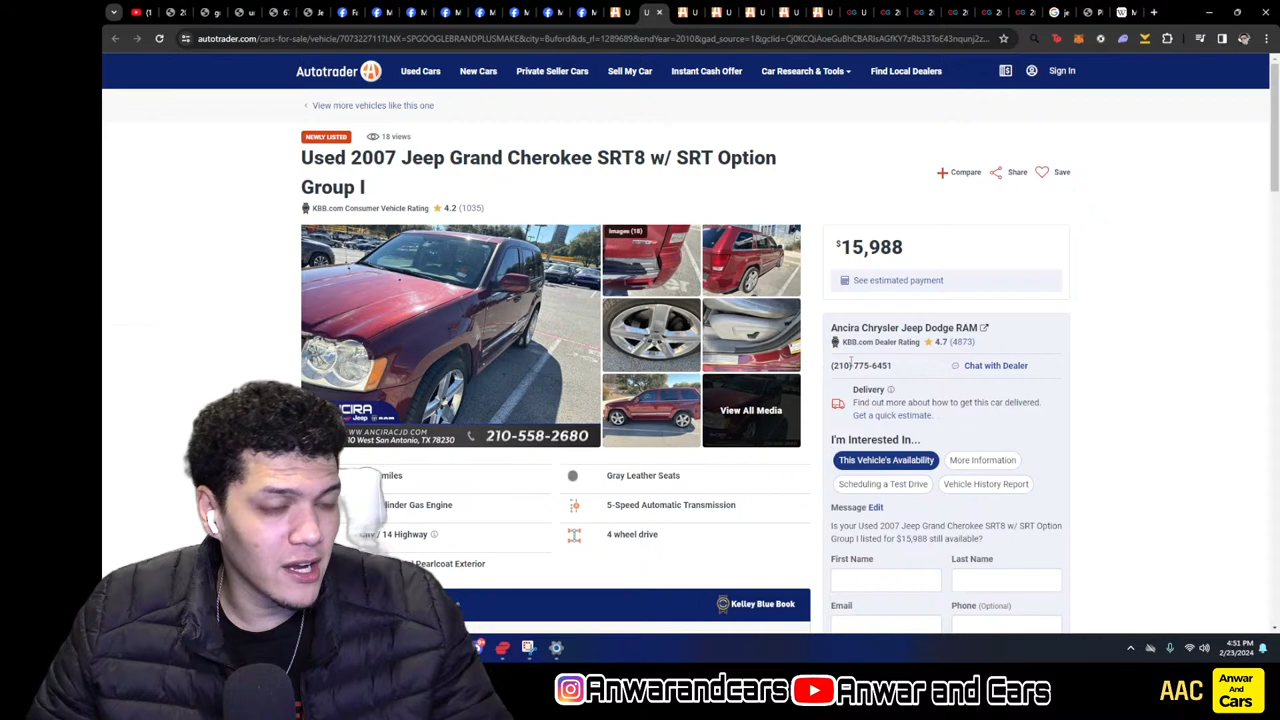 autotrader.com/cars-for-sale/vehicle/707322711?LNX=SPGOOGLEBRANDPLUSMAKE&city=Buford&ds_rl=1289689&endYear=2010&gad_source=1&gclid=
Autotrader
Used Cars
New Cars
Private Seller Cars
Sell My Car
Instant Cash Offer
Car Research & Tools
Find Local Dealers
Sign In
View more vehicles like this one
NEWLY LISTED
18 views
Used 2007 Jeep Grand Cherokee SRT8 w/ SRT Option
Group I
Compare
Share
Save
KBB.com Consumer Vehicle Rating 4.2 (1035)
Images (18)
View All Media
WWW.ANCIRACJD.COM
10 West San Antonio, TX 78230
210-558-2680
$15,988
See estimated payment
Ancira Chrysler Jeep Dodge RAM
KBB.com Dealer Rating 4.7 (4873)
(210) 775-6451
Chat with Dealer
Delivery
Find out more about how to get this car delivered.
Get a quick estimate.
I'm Interested In...
This Vehicle's Availability
More Information
Scheduling a Test Drive
Vehicle History Report
Message Edit
Is your Used 2007 Jeep Grand Cherokee SRT8 w/ SRT Option
Group I listed for $15,988 still available?
First Name
Last Name
Email
Phone (Optional)
miles
Gray Leather Seats
linder Gas Engine
5-Speed Automatic Transmission
/ 14 Highway
4 wheel drive
Pearlcoat Exterior
Kelley Blue Book
4:51 PM
2/23/2024
Anwarandcars
Anwar and Cars
AAC
Anwar
And
Cars